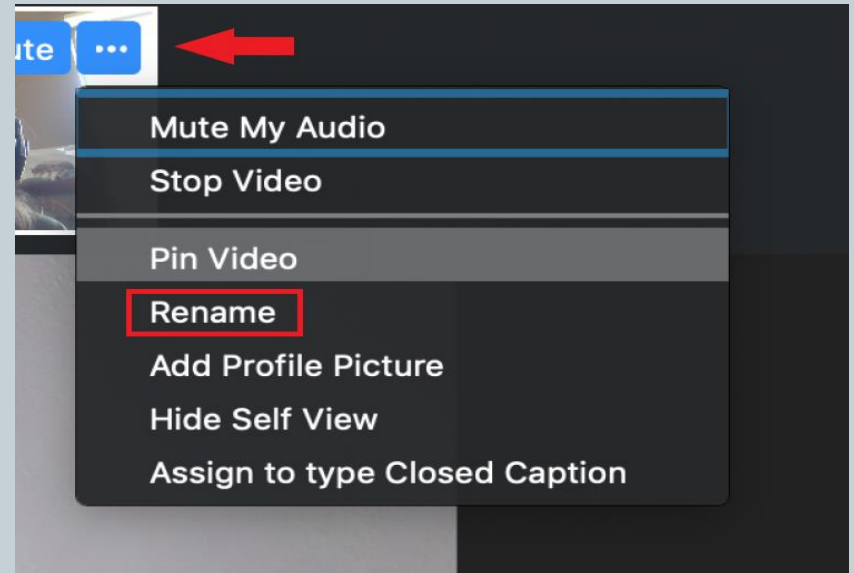 ute ...
Mute My Audio
Stop Video
Pin Video
Rename
Add Profile Picture
Hide Self View
Assign to type Closed Caption